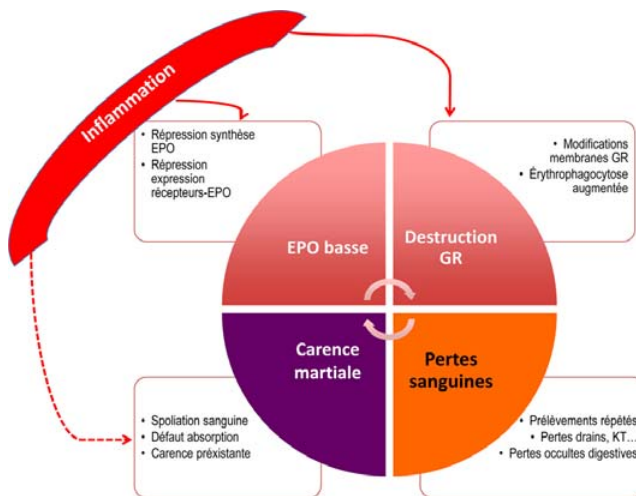 Inflammation
• Répression synthèse
EPO
• Répression
expression
récepteurs-EPO
• Modifications
membranes GR
• Érythrophagocytose
augmentée
EPO basse
Destruction
GR
Carence
martiale
Pertes
sanguines
• Spoliation sanguine
• Défaut absorption
• Carence préxistante
• Prélèvements répétés
• Pertes drains, KT...
• Pertes occultes digestives